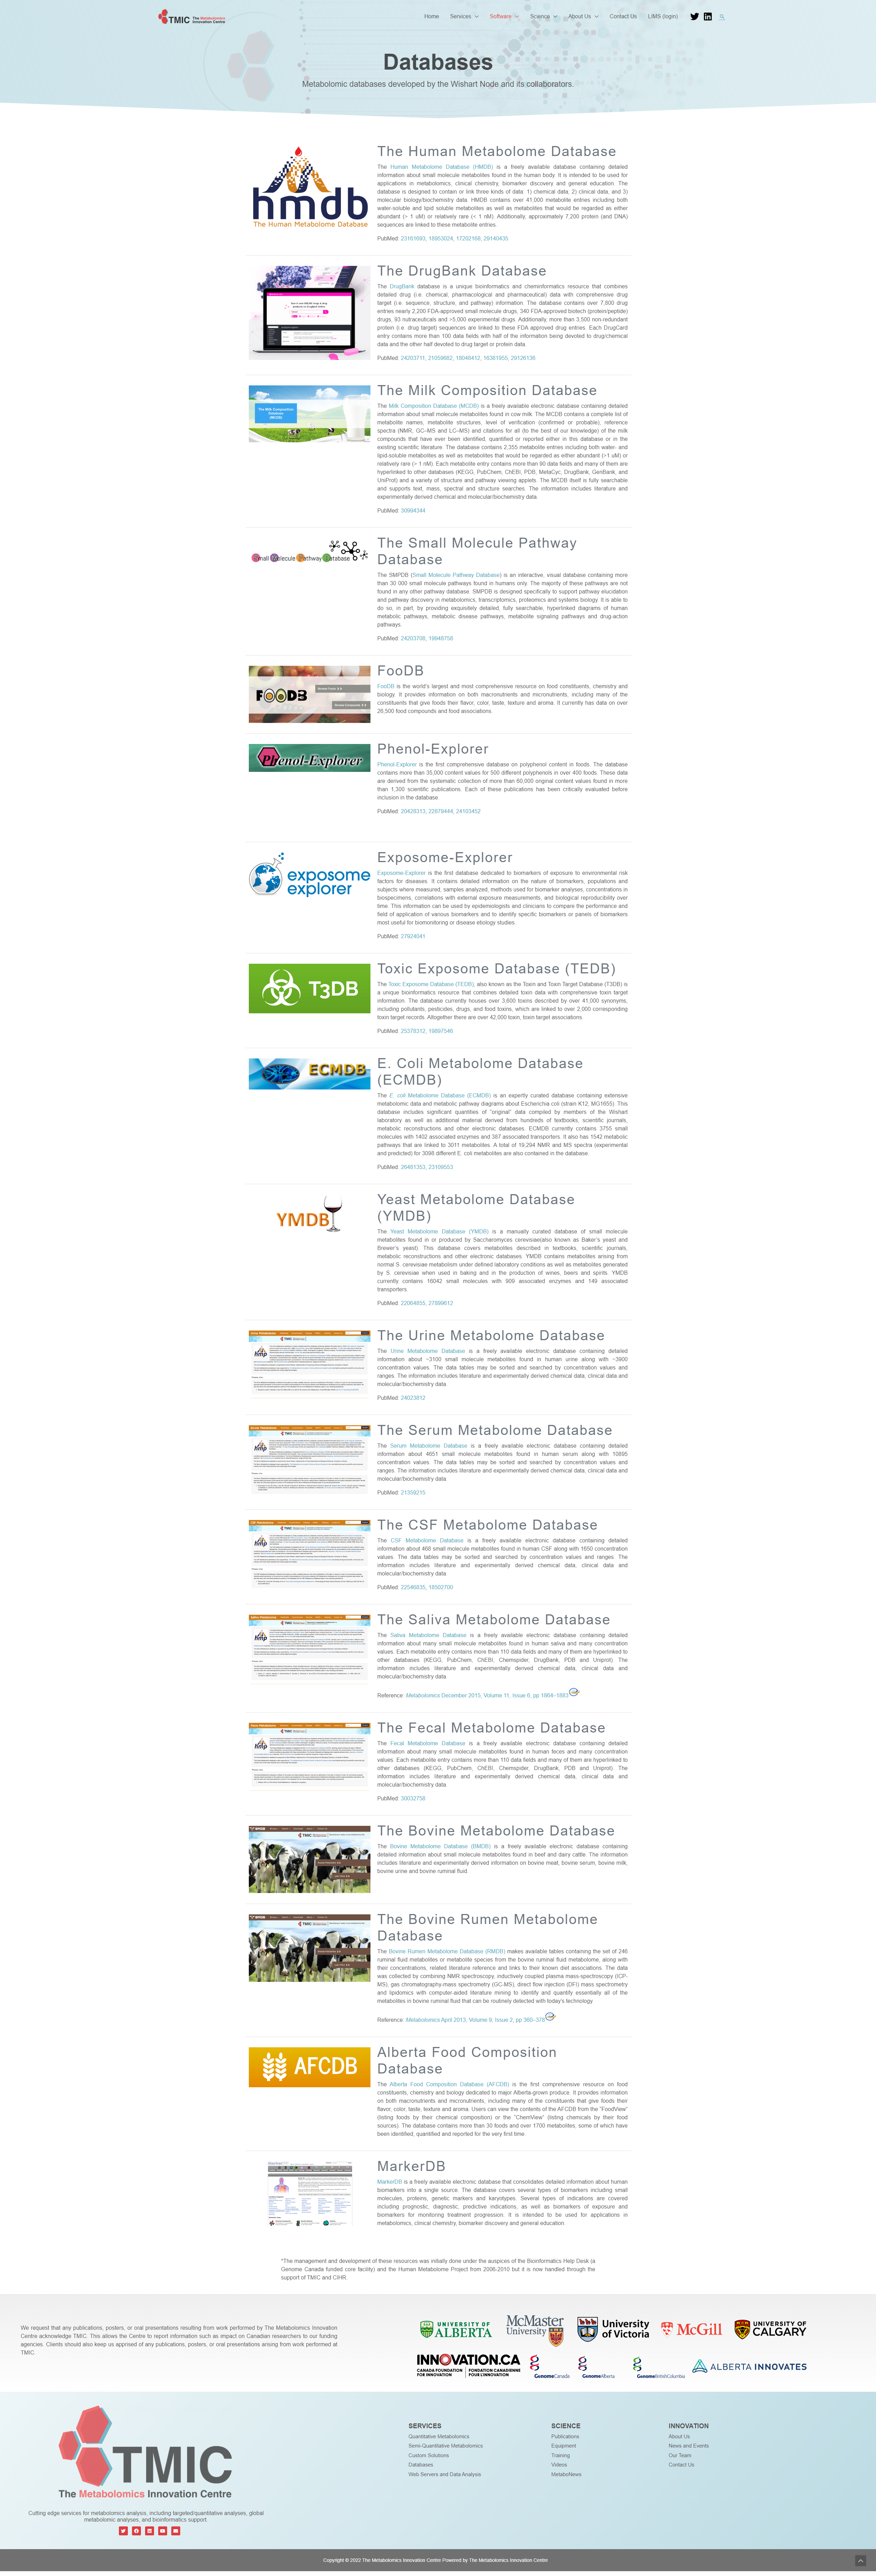 TMIC The Metabolomics Innovation Centre
Home Services Software Science About Us Contact Us LIMS (login)
Databases
Metabolomic databases developed by the Wishart Node and its collaborators.
hmdb
The Human Metabolome Database
The Human Metabolome Database
The Human Metabolome Database (HMDB) is a freely available database containing detailed
information about small molecule metabolites found in the human body. It is intended to be used for
applications in metabolomics, clinical chemistry, biomarker discovery and general education. The
database is designed to contain or link three kinds of data: 1) chemical data, 2) clinical data, and 3)
molecular biology/biochemistry data. HMDB contains over 41,000 metabolite entries including both
water-soluble and lipid soluble metabolites as well as metabolites that would be regarded as either
abundant (> 1 uM) or relatively rare (< 1 nM). Additionally, approximately 7,200 protein (and DNA)
sequences are linked to these metabolite entries.
PubMed: 23161693, 18953024, 17202168, 29140435
The DrugBank Database
The DrugBank database is a unique bioinformatics and cheminformatics resource that combines
detailed drug (i.e. chemical, pharmacological and pharmaceutical) data with comprehensive drug
target (i.e. sequence, structure, and pathway) information. The database contains over 7,800 drug
entries nearly 2,200 FDA-approved small molecule drugs, 340 FDA-approved biotech (protein/peptide)
drugs, 93 nutraceuticals and >5,000 experimental drugs. Additionally, more than 3,500 non-redundant
protein (i.e. drug target) sequences are linked to these FDA approved drug entries. Each DrugCard
entry contains more than 100 data fields with half of the information being devoted to drug/chemical
data and the other half devoted to drug target or protein data.
PubMed: 24203711, 21059682, 18048412, 16381955, 29126136
The Milk Composition
Database
(MCDB)
The Milk Composition Database
The Milk Composition Database (MCDB) is a freely available electronic database containing detailed
information about small molecule metabolites found in cow milk. The MCDB contains a complete list of
metabolite names, metabolite structures, level of verification (confirmed or probable), reference
spectra (NMR, GC–MS and LC–MS) and citations for all (to the best of our knowledge) of the milk
compounds that have ever been identified, quantified or reported either in this database or in the
existing scientific literature. The database contains 2,355 metabolite entries including both water- and
lipid-soluble metabolites as well as metabolites that would be regarded as either abundant (>1 uM) or
relatively rare (~ 1 nM). Each metabolite entry contains more than 90 data fields and many of them are
hyperlinked to other databases (KEGG, PubChem, ChEBI, PDB, MetaCyc, DrugBank, GenBank, and
UniProt) and a variety of structure and pathway viewing applets. The MCDB itself is fully searchable
and supports text, mass, spectral and structure searches. The information includes literature and
experimentally derived chemical and molecular/biochemistry data.
PubMed: 30994344
Small Molecule Pathway Database
The Small Molecule Pathway
Database
The SMPDB (Small Molecule Pathway Database) is an interactive, visual database containing more
than 30 000 small molecule pathways found in humans only. The majority of these pathways are not
found in any other pathway database. SMPDB is designed specifically to support pathway elucidation
and pathway discovery in metabolomics, transcriptomics, proteomics and systems biology. It is able to
do so, in part, by providing exquisitely detailed, fully searchable, hyperlinked diagrams of human
metabolic pathways, metabolic disease pathways, metabolite signaling pathways and drug-action
pathways.
PubMed: 24203708, 19948758
FOODB
FooDB
FooDB is the world's largest and most comprehensive resource on food constituents, chemistry and
biology. It provides information on both macronutrients and micronutrients, including many of the
constituents that give foods their flavor, color, taste, texture and aroma. It currently has data on over
26,500 food compounds and food associations.
Phenol-Explorer
Phenol-Explorer
Phenol-Explorer is the first comprehensive database on polyphenol content in foods. The database
contains more than 35,000 content values for 500 different polyphenols in over 400 foods. These data
are derived from the systematic collection of more than 60,000 original content values found in more
than 1,300 scientific publications. Each of these publications has been critically evaluated before
inclusion in the database.
PubMed: 20428313, 22879444, 24103452
exposome
explorer
Exposome-Explorer
Exposome-Explorer is the first database dedicated to biomarkers of exposure to environmental risk
factors for diseases. It contains detailed information on the nature of biomarkers, populations and
subjects where measured, samples analyzed, methods used for biomarker analyses, concentrations in
biospecimens, correlations with external exposure measurements, and biological reproducibility over
time. This information can be used by epidemiologists and clinicians to compare the performance and
field of application of various biomarkers and to identify specific biomarkers or panels of biomarkers
most useful for biomonitoring or disease etiology studies.
PubMed: 27924041
T3DB
Toxic Exposome Database (TEDB)
The Toxic Exposome Database (TEDB), also known as the Toxin and Toxin Target Database (T3DB) is
a unique bioinformatics resource that combines detailed toxin data with comprehensive toxin target
information. The database currently houses over 3,600 toxins described by over 41,000 synonyms,
including pollutants, pesticides, drugs, and food toxins, which are linked to over 2,000 corresponding
toxin target records. Altogether there are over 42,000 toxin, toxin target associations.
PubMed: 25378312, 19897546
ECMDB
E. Coli Metabolome Database
(ECMDB)
The E. coli Metabolome Database (ECMDB) is an expertly curated database containing extensive
metabolomic data and metabolic pathway diagrams about Escherichia coli (strain K12, MG1655). This
database includes significant quantities of “original” data compiled by members of the Wishart
laboratory as well as additional material derived from hundreds of textbooks, scientific journals,
metabolic reconstructions and other electronic databases. ECMDB currently contains 3755 small
molecules with 1402 associated enzymes and 387 associated transporters. It also has 1542 metabolic
pathways that are linked to 3011 metabolites. A total of 19,294 NMR and MS spectra (experimental
and predicted) for 3098 different E. coli metabolites are also contained in the database.
PubMed: 26481353, 23109553
YMDB
Yeast Metabolome Database
(YMDB)
The Yeast Metabolome Database (YMDB) is a manually curated database of small molecule
metabolites found in or produced by Saccharomyces cerevisiae(also known as Baker's yeast and
Brewer's yeast). This database covers metabolites described in textbooks, scientific journals,
metabolic reconstructions and other electronic databases. YMDB contains metabolites arising from
normal S. cerevisiae metabolism under defined laboratory conditions as well as metabolites generated
by S. cerevisiae when used in baking and in the production of wines, beers and spirits. YMDB
currently contains 16042 small molecules with 909 associated enzymes and 149 associated
transporters.
PubMed: 22064855, 27899612
The Urine Metabolome Database
The Urine Metabolome Database is a freely available electronic database containing detailed
information about ~3100 small molecule metabolites found in human urine along with ~3900
concentration values. The data tables may be sorted and searched by concentration values and
ranges. The information includes literature and experimentally derived chemical data, clinical data and
molecular/biochemistry data.
PubMed: 24023812
The Serum Metabolome Database
The Serum Metabolome Database is a freely available electronic database containing detailed
information about 4651 small molecule metabolites found in human serum along with 10895
concentration values. The data tables may be sorted and searched by concentration values and
ranges. The information includes literature and experimentally derived chemical data, clinical data and
molecular/biochemistry data.
PubMed: 21359215
The CSF Metabolome Database
The CSF Metabolome Database is a freely available electronic database containing detailed
information about 468 small molecule metabolites found in human CSF along with 1650 concentration
values. The data tables may be sorted and searched by concentration values and ranges. The
information includes literature and experimentally derived chemical data, clinical data and
molecular/biochemistry data.
PubMed: 22546835, 18502700
The Saliva Metabolome Database
The Saliva Metabolome Database is a freely available electronic database containing detailed
information about many small molecule metabolites found in human saliva and many concentration
values. Each metabolite entry contains more than 110 data fields and many of them are hyperlinked to
other databases (KEGG, PubChem, ChEBI, Chemspider, DrugBank, PDB and Uniprot). The
information includes literature and experimentally derived chemical data, clinical data and
molecular/biochemistry data.
Reference: Metabolomics December 2015, Volume 11, Issue 6, pp 1864–1883
The Fecal Metabolome Database
The Fecal Metabolome Database is a freely available electronic database containing detailed
information about many small molecule metabolites found in human feces and many concentration
values. Each metabolite entry contains more than 110 data fields and many of them are hyperlinked to
other databases (KEGG, PubChem, ChEBI, Chemspider, DrugBank, PDB and Uniprot). The
information includes literature and experimentally derived chemical data, clinical data and
molecular/biochemistry data.
PubMed: 30032758
The Bovine Metabolome Database
The Bovine Metabolome Database (BMDB) is a freely available electronic database containing
detailed information about small molecule metabolites found in beef and dairy cattle. The information
includes literature and experimentally derived information on bovine meat, bovine serum, bovine milk,
bovine urine and bovine ruminal fluid.
The Bovine Rumen Metabolome
Database
The Bovine Rumen Metabolome Database (RMDB) makes available tables containing the set of 246
ruminal fluid metabolites or metabolite species from the bovine ruminal fluid metabolome, along with
their concentrations, related literature reference and links to their known diet associations. The data
was collected by combining NMR spectroscopy, inductively coupled plasma mass-spectroscopy (ICP-
MS), gas chromatography-mass spectrometry (GC-MS), direct flow injection (DFI) mass spectrometry
and lipidomics with computer-aided literature mining to identify and quantify essentially all of the
metabolites in bovine ruminal fluid that can be routinely detected with today's technology.
Reference: Metabolomics April 2013, Volume 9, Issue 2, pp 360–378
AFCDB
Alberta Food Composition
Database
The Alberta Food Composition Database (AFCDB) is the first comprehensive resource on food
constituents, chemistry and biology dedicated to major Alberta-grown produce. It provides information
on both macronutrients and micronutrients, including many of the constituents that give foods their
flavor, color, taste, texture and aroma. Users can view the contents of the AFCDB from the “FoodView”
(listing foods by their chemical composition) or the “ChemView” (listing chemicals by their food
sources). The database contains more than 30 foods and over 1700 metabolites, some of which have
been identified, quantified and reported for the very first time.
MarkerDB
MarkerDB is a freely available electronic database that consolidates detailed information about human
biomarkers into a single source. The database covers several types of biomarkers including small
molecules, proteins, genetic markers and karyotypes. Several types of indications are covered
including prognostic, diagnostic, predictive indications, as well as biomarkers of exposure and
biomarkers for monitoring treatment progression. It is intended to be used for applications in
metabolomics, clinical chemistry, biomarker discovery and general education.
*The management and development of these resources was initially done under the auspices of the Bioinformatics Help Desk (a
Genome Canada funded core facility) and the Human Metabolome Project from 2006-2010 but it is now handled through the
support of TMIC and CIHR.
We request that any publications, posters, or oral presentations resulting from work performed by The Metabolomics Innovation
Centre acknowledge TMIC. This allows the Centre to report information such as impact on Canadian researchers to our funding
agencies. Clients should also keep us apprised of any publications, posters, or oral presentations arising from work performed at
TMIC.
UNIVERSITY OF ALBERTA
McMaster University
University of Victoria
McGill
UNIVERSITY OF CALGARY
INNOVATION.CA
CANADA FOUNDATION FOR INNOVATION
FONDATION CANADIENNE POUR L'INNOVATION
GenomeCanada
GenomeAlberta
GenomeBritishColumbia
ALBERTA INNOVATES
TMIC
The Metabolomics Innovation Centre
Cutting edge services for metabolomics analysis, including targeted/quantitative analyses, global
metabolomic analyses, and bioinformatics support.
SERVICES
Quantitative Metabolomics
Semi-Quantitative Metabolomics
Custom Solutions
Databases
Web Servers and Data Analysis
SCIENCE
Publications
Equipment
Training
Videos
MetaboNews
INNOVATION
About Us
News and Events
Our Team
Contact Us
Copyright © 2022 The Metabolomics Innovation Centre Powered by The Metabolomics Innovation Centre